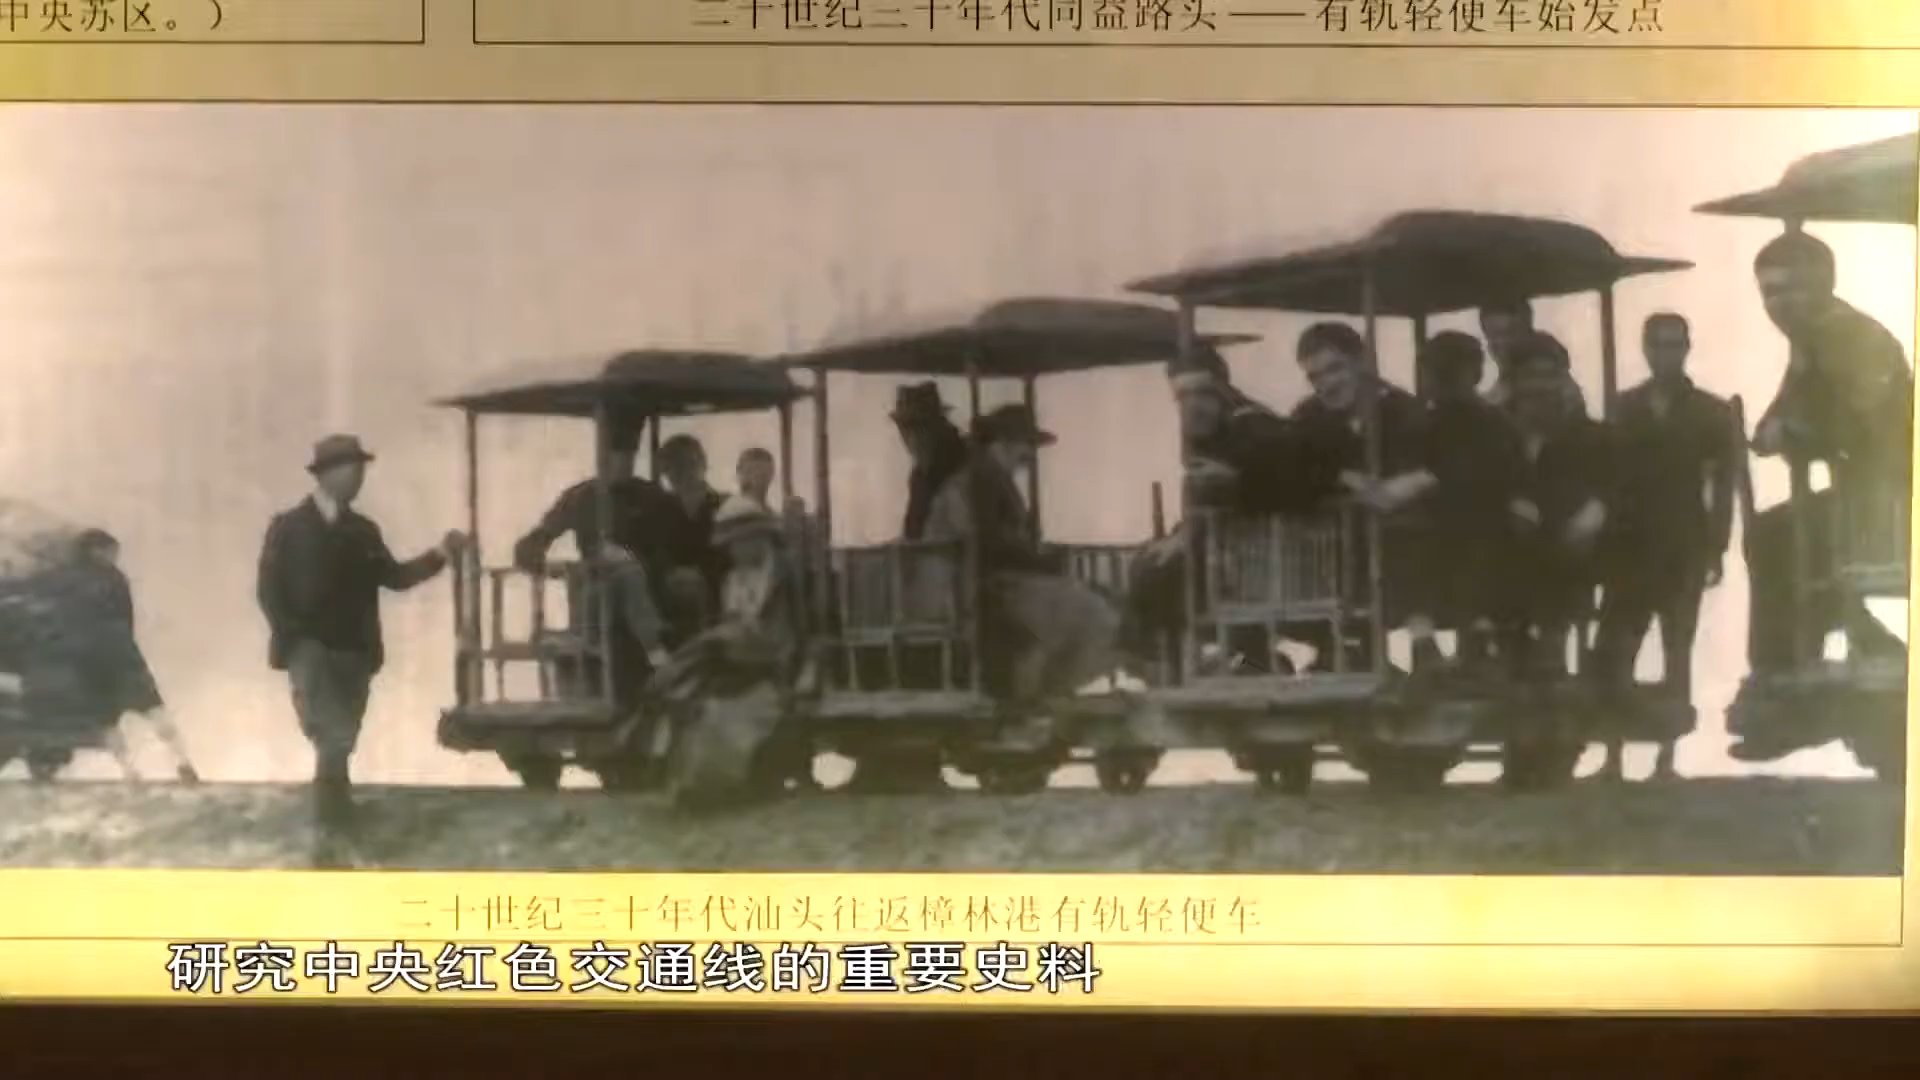 中央苏区。）
二十世纪三十年代同益路头——有轨轻便车始发点
二十世纪三十年代汕头往返樟林港有轨轻便车
研究中央红色交通线的重要史料